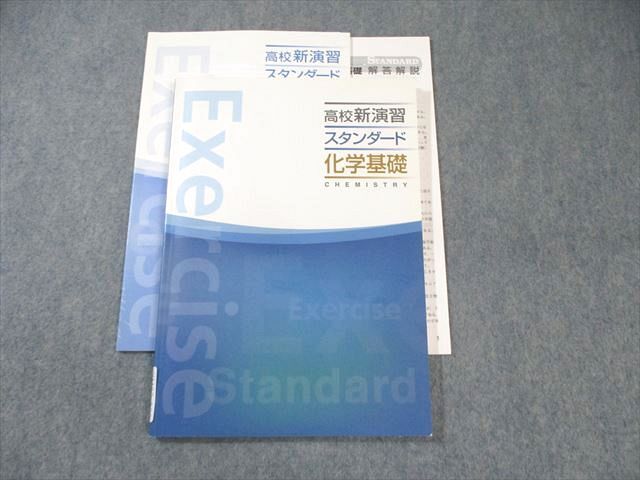 Exercise
高校 新演習
スタンダード
STANDARD
礎 解答解説
Exercise
高校 新演習
スタンダード
化学基礎
CHEMISTRY
Exercise
EX
Standard